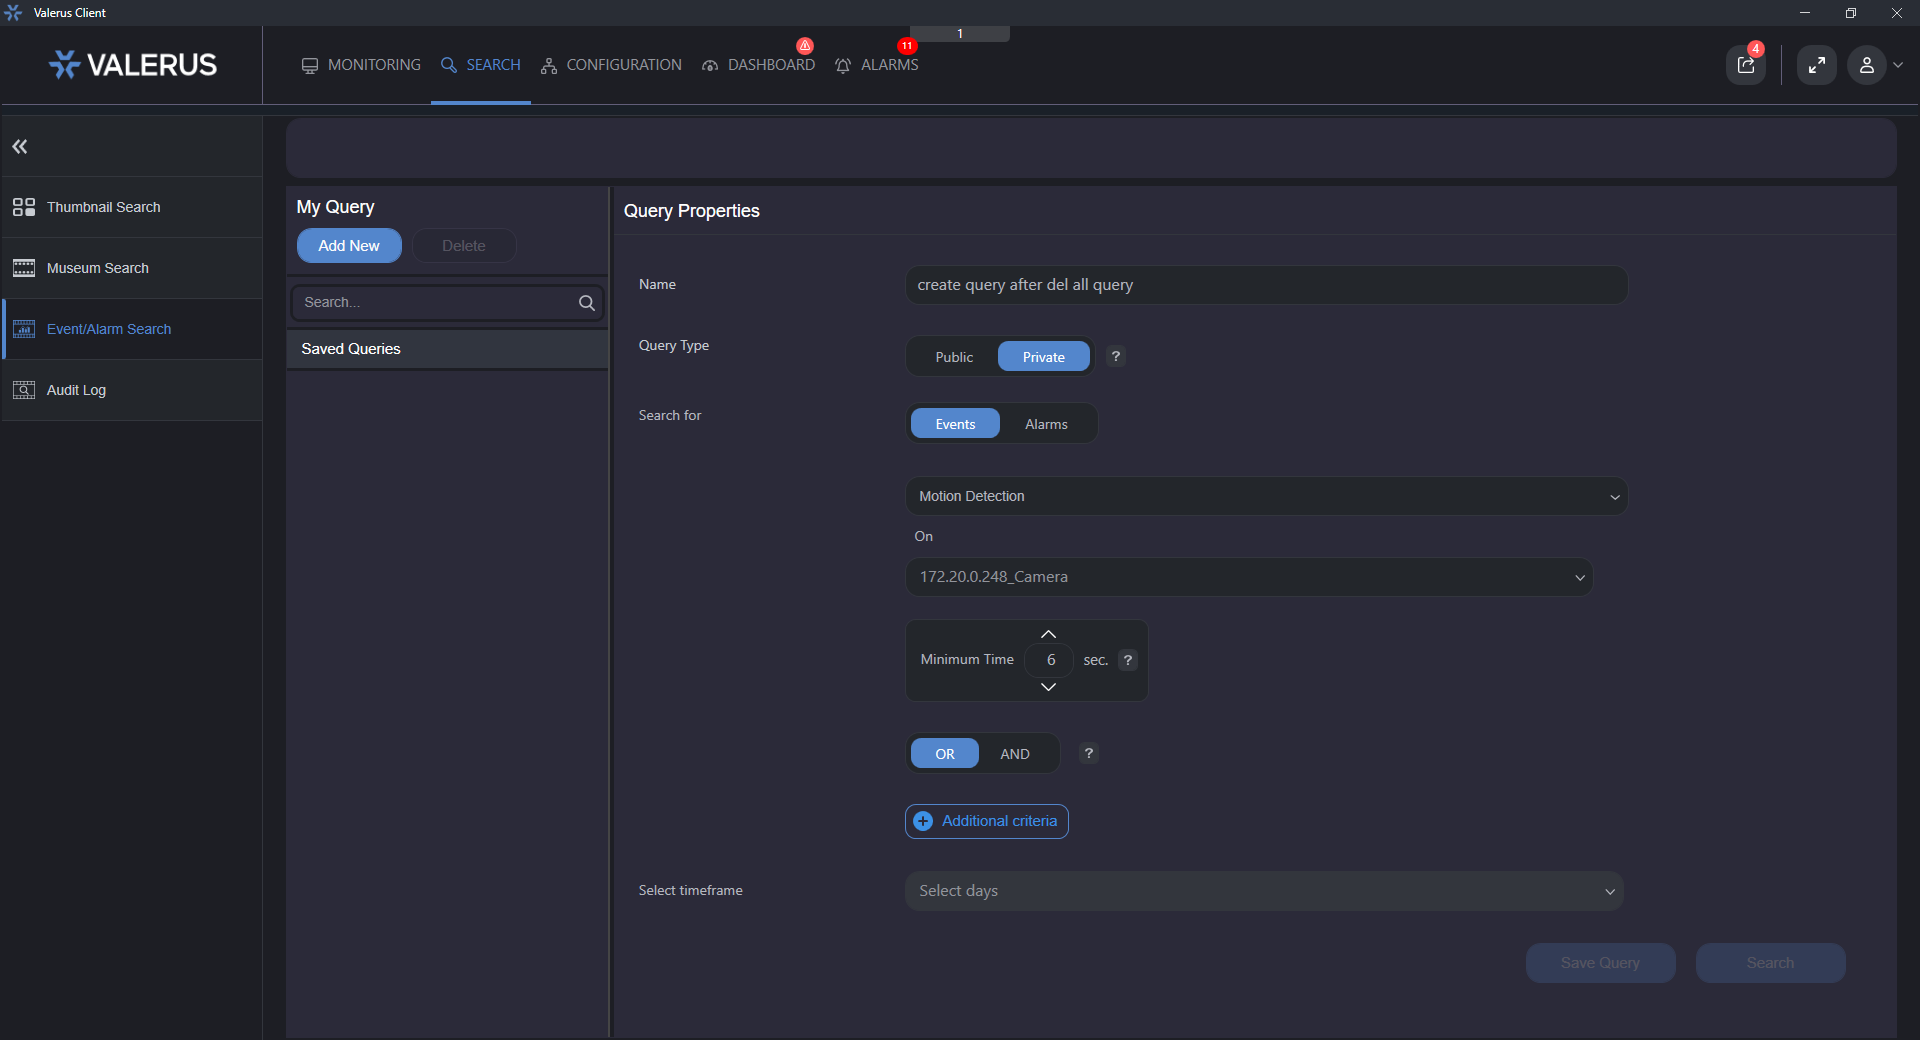 Valerus Client
1
VALERUS
MONITORING
SEARCH
CONFIGURATION
DASHBOARD
11
ALARMS
4
Thumbnail Search
Museum Search
Event/Alarm Search
Audit Log
My Query
Add New
Delete
Search...
Saved Queries
Query Properties
Name
create query after del all query
Query Type
Public
Private
?
Search for
Events
Alarms
Motion Detection
On
172.20.0.248_Camera
Minimum Time
6
sec.
?
OR
AND
?
Additional criteria
Select timeframe
Select days
Save Query
Search